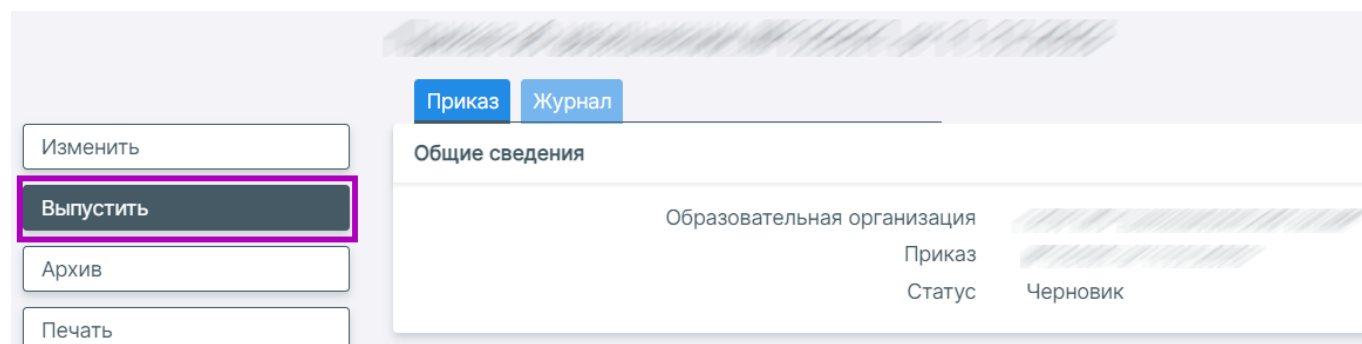 Приказ Журнал
Изменить
Общие сведения
Выпустить
Образовательная организация
Архив
Приказ
Статус Черновик
Печать